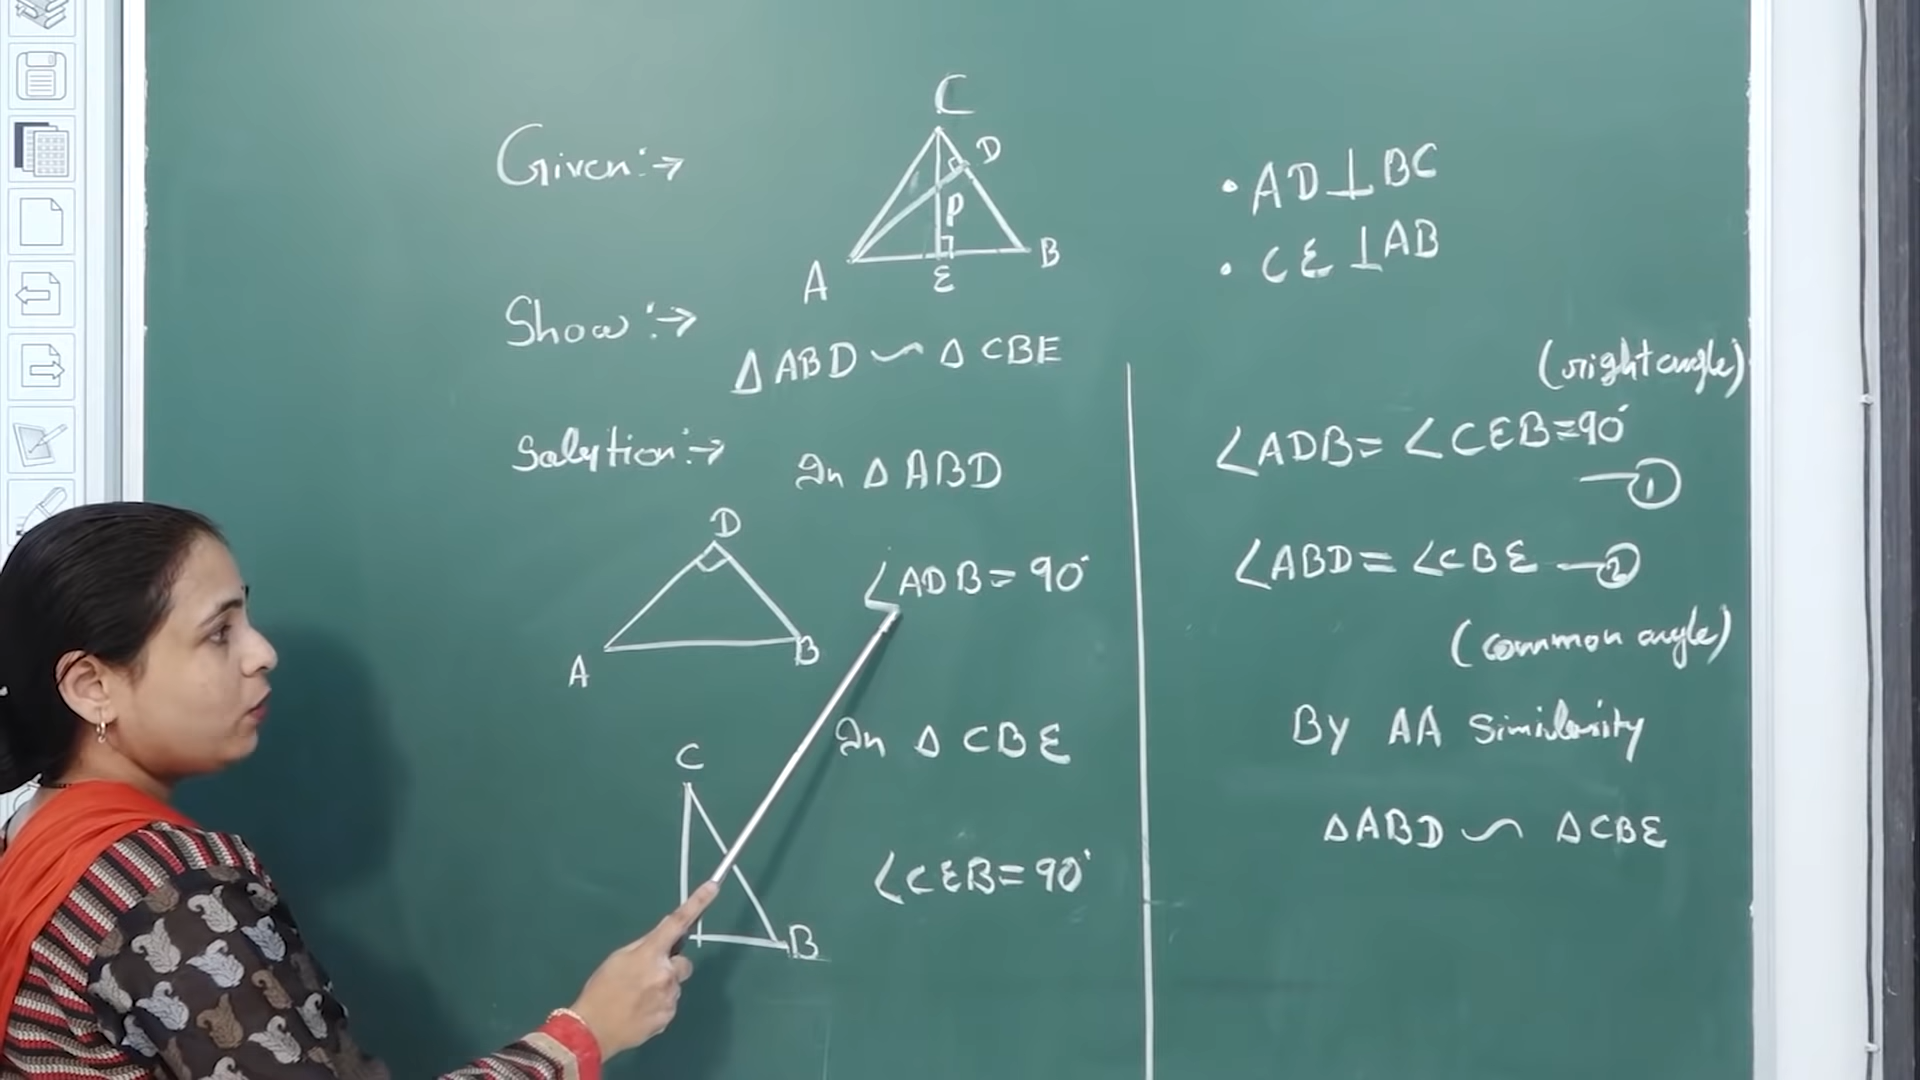 Given:→
C
D
P
A
E
B
• AD⊥BC
• CE⊥AB
Show:→
ΔABD ∼ ΔCBE
Solution:→
In ΔABD
D
A
B
∠ADB = 90°
In ΔCBE
C
B
∠CEB = 90°
(right angle)
∠ADB = ∠CEB = 90°
—①
∠ABD = ∠CBE —②
(common angle)
By AA Similarity
ΔABD ∼ ΔCBE